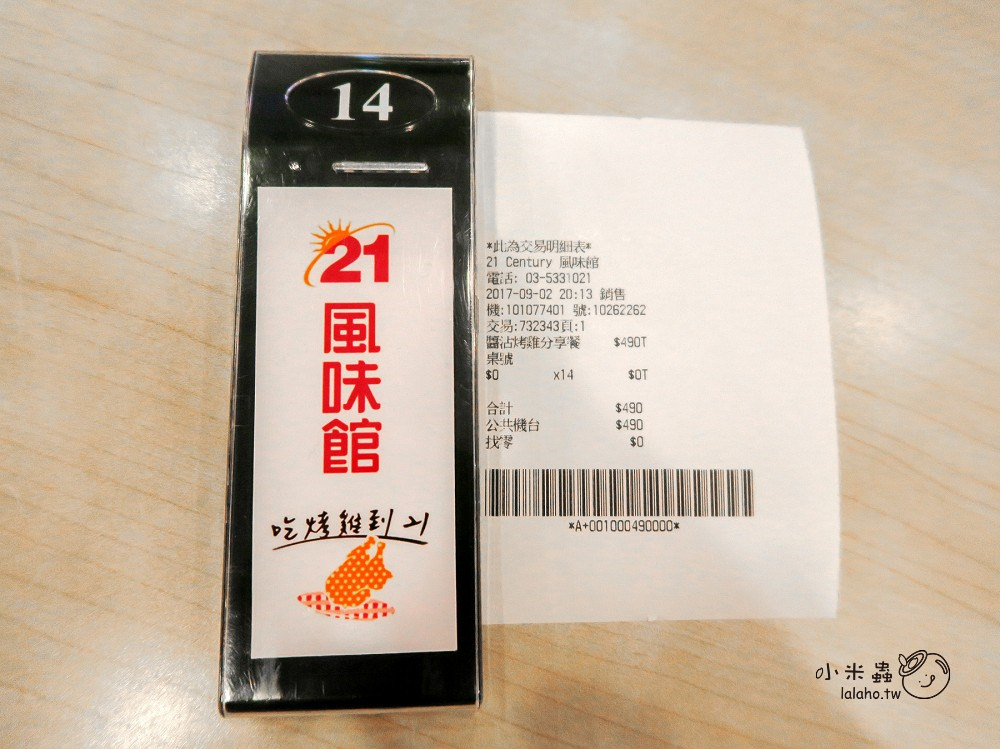 14
21
風味館
吃烤雞到21
*此為交易明細表*
21 Century 風味館
電話: 03-5331021
2017-09-02 20:13 銷售
機:101077401 號:10262262
交易:732343頁:1
醬沾烤雞分享餐 $490T
桌號
$0 x14 $0T
合計 $490
公共機台 $490
找零 $0
*A+001000490000*
小米蟲
lalaho.tw